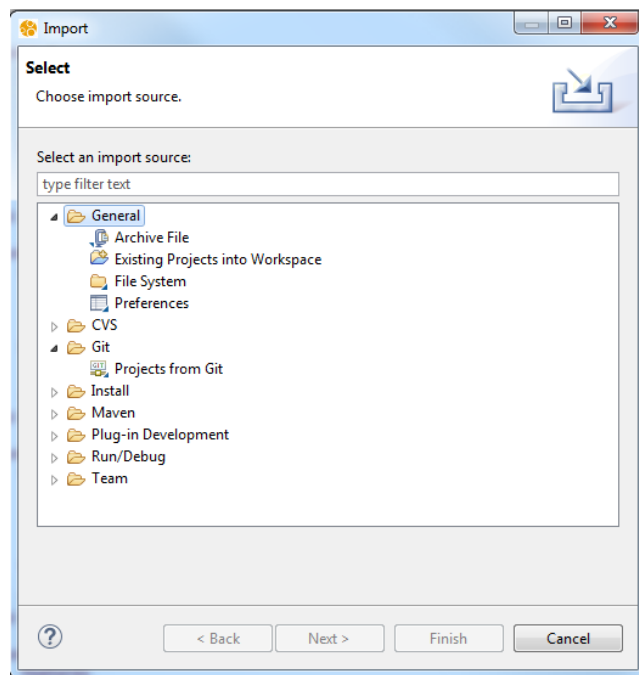 Import
Select
Choose import source.
Select an import source:
type filter text
General
Archive File
Existing Projects into Workspace
File System
Preferences
CVS
Git
GIT
Projects from Git
Install
Maven
Plug-in Development
Run/Debug
Team
?
< Back
Next >
Finish
Cancel